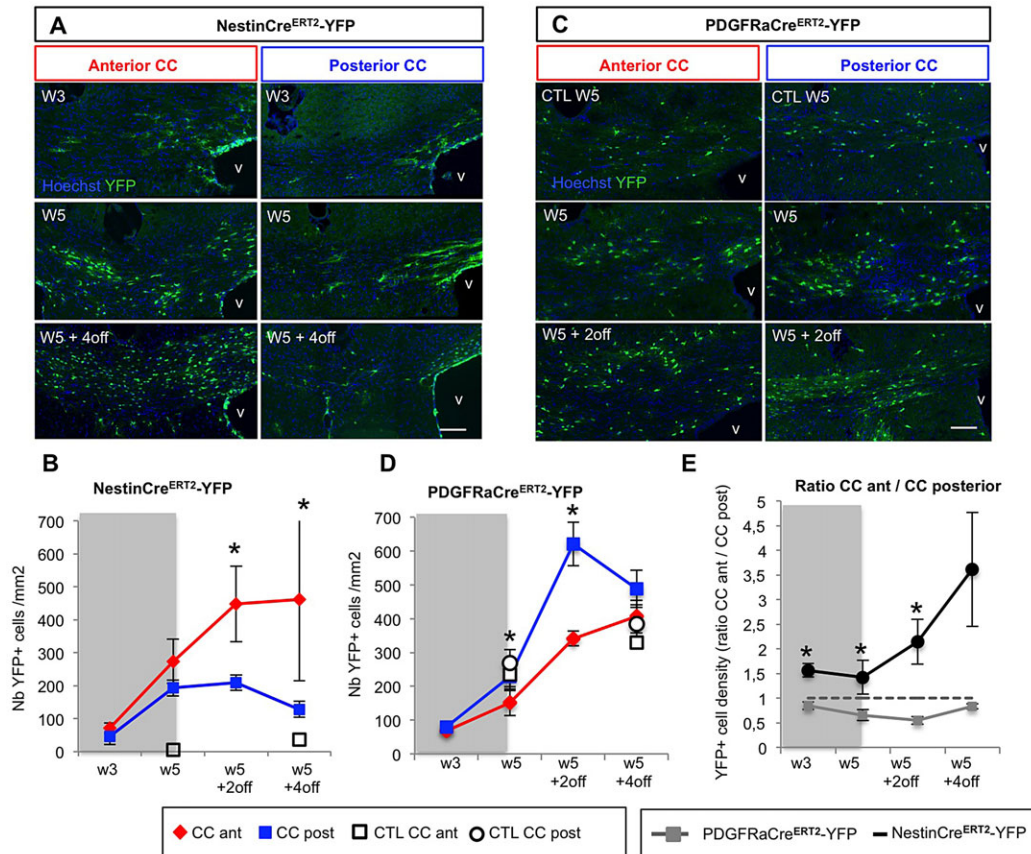 A
NestinCreERT2-YFP
Anterior CC
Posterior CC
W3
W3
Hoechst YFP
v
v
W5
W5
v
v
W5 + 4off
W5 + 4off
v
v
C
PDGFRaCreERT2-YFP
Anterior CC
Posterior CC
CTL W5
CTL W5
Hoechst YFP
v
v
W5
W5
v
v
W5 + 2off
W5 + 2off
v
v
B
NestinCreERT2-YFP
Nb YFP+ cells /mm2
700
600
500
400
300
200
100
0
*
*
w3
w5
w5
+2off
w5
+4off
D
PDGFRaCreERT2-YFP
Nb YFP+ cells /mm2
700
600
500
400
300
200
100
0
*
*
w3
w5
w5
+2off
w5
+4off
E
Ratio CC ant / CC posterior
YFP+ cell density (ratio CC ant / CC post)
5
4,5
4
3,5
3
2,5
2
1,5
1
0,5
0
*
*
*
w3
w5
w5
+2off
w5
+4off
CC ant
CC post
CTL CC ant
CTL CC post
PDGFRaCreERT2-YFP
NestinCreERT2-YFP